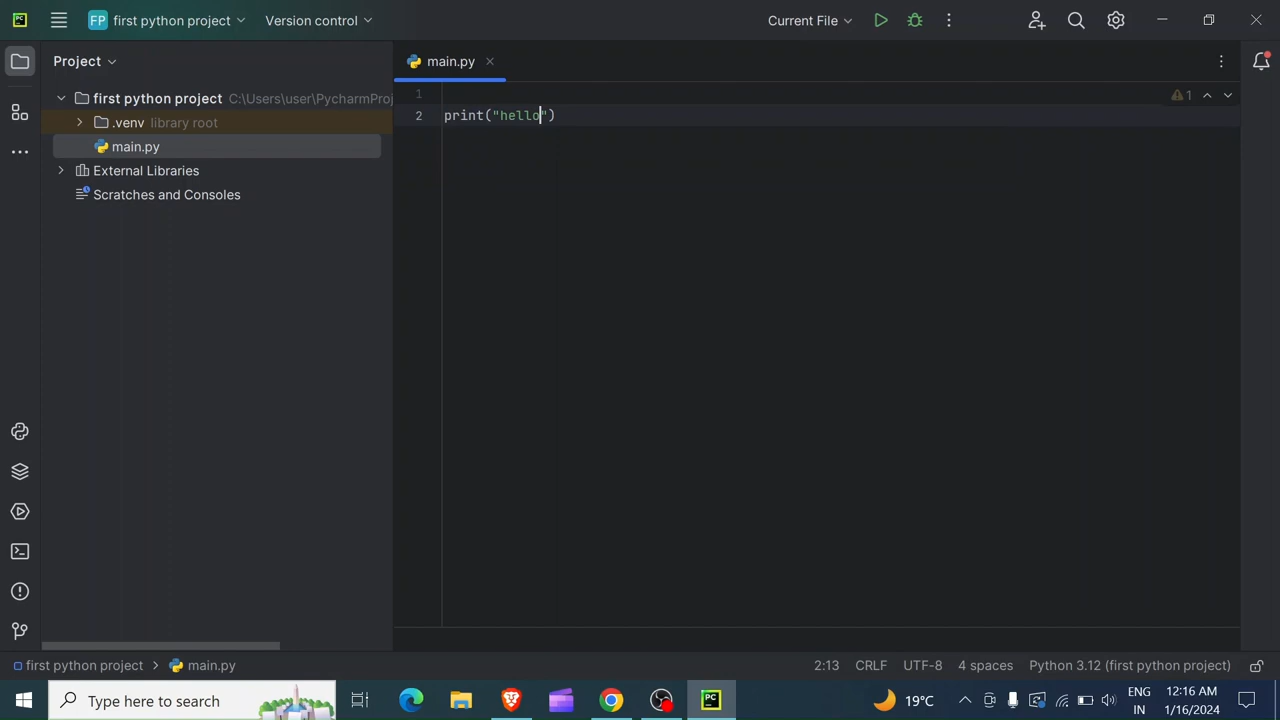 PC
FP first python project Version control Current File
Project
main.py
first python project C:\Users\user\PycharmProj
.venv library root
main.py
External Libraries
Scratches and Consoles
1
2 print("hello")
1
first python project > main.py
2:13 CRLF UTF-8 4 spaces Python 3.12 (first python project)
Type here to search
PC
19°C
ENG
IN
12:16 AM
1/16/2024